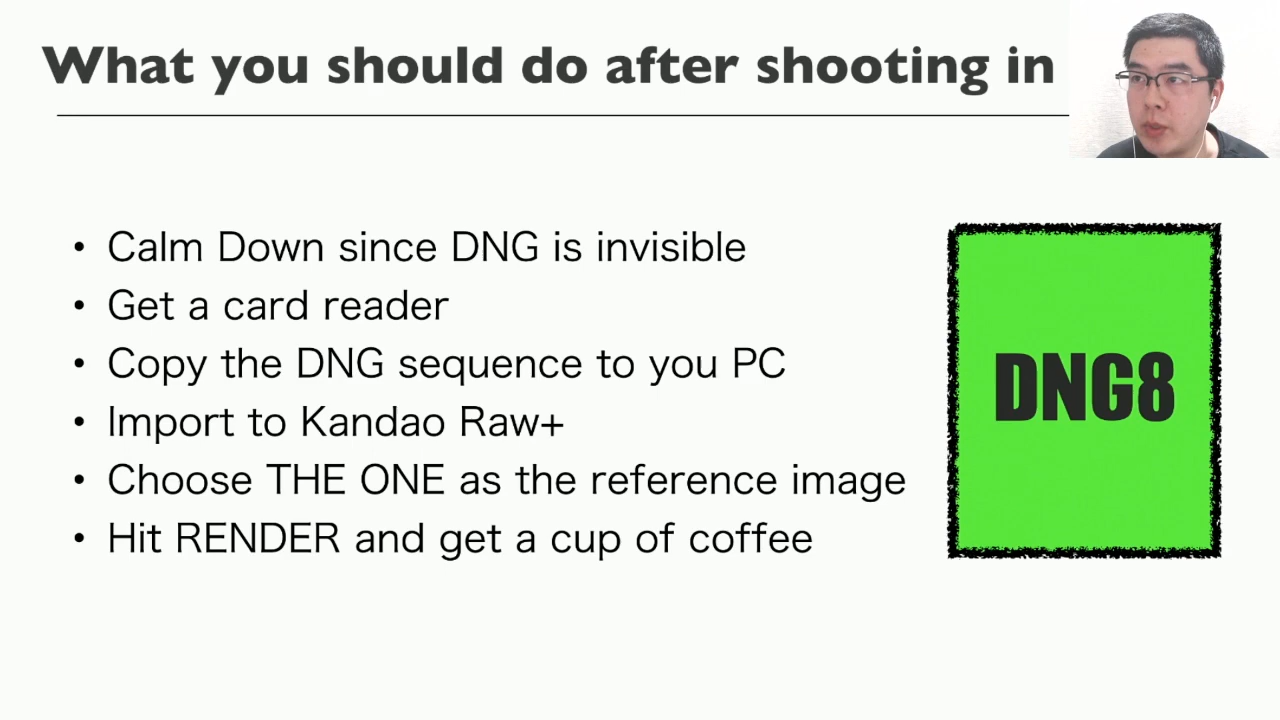 What you should do after shooting in
• Calm Down since DNG is invisible
• Get a card reader
• Copy the DNG sequence to you PC
• Import to Kandao Raw+
• Choose THE ONE as the reference image
• Hit RENDER and get a cup of coffee
DNG8